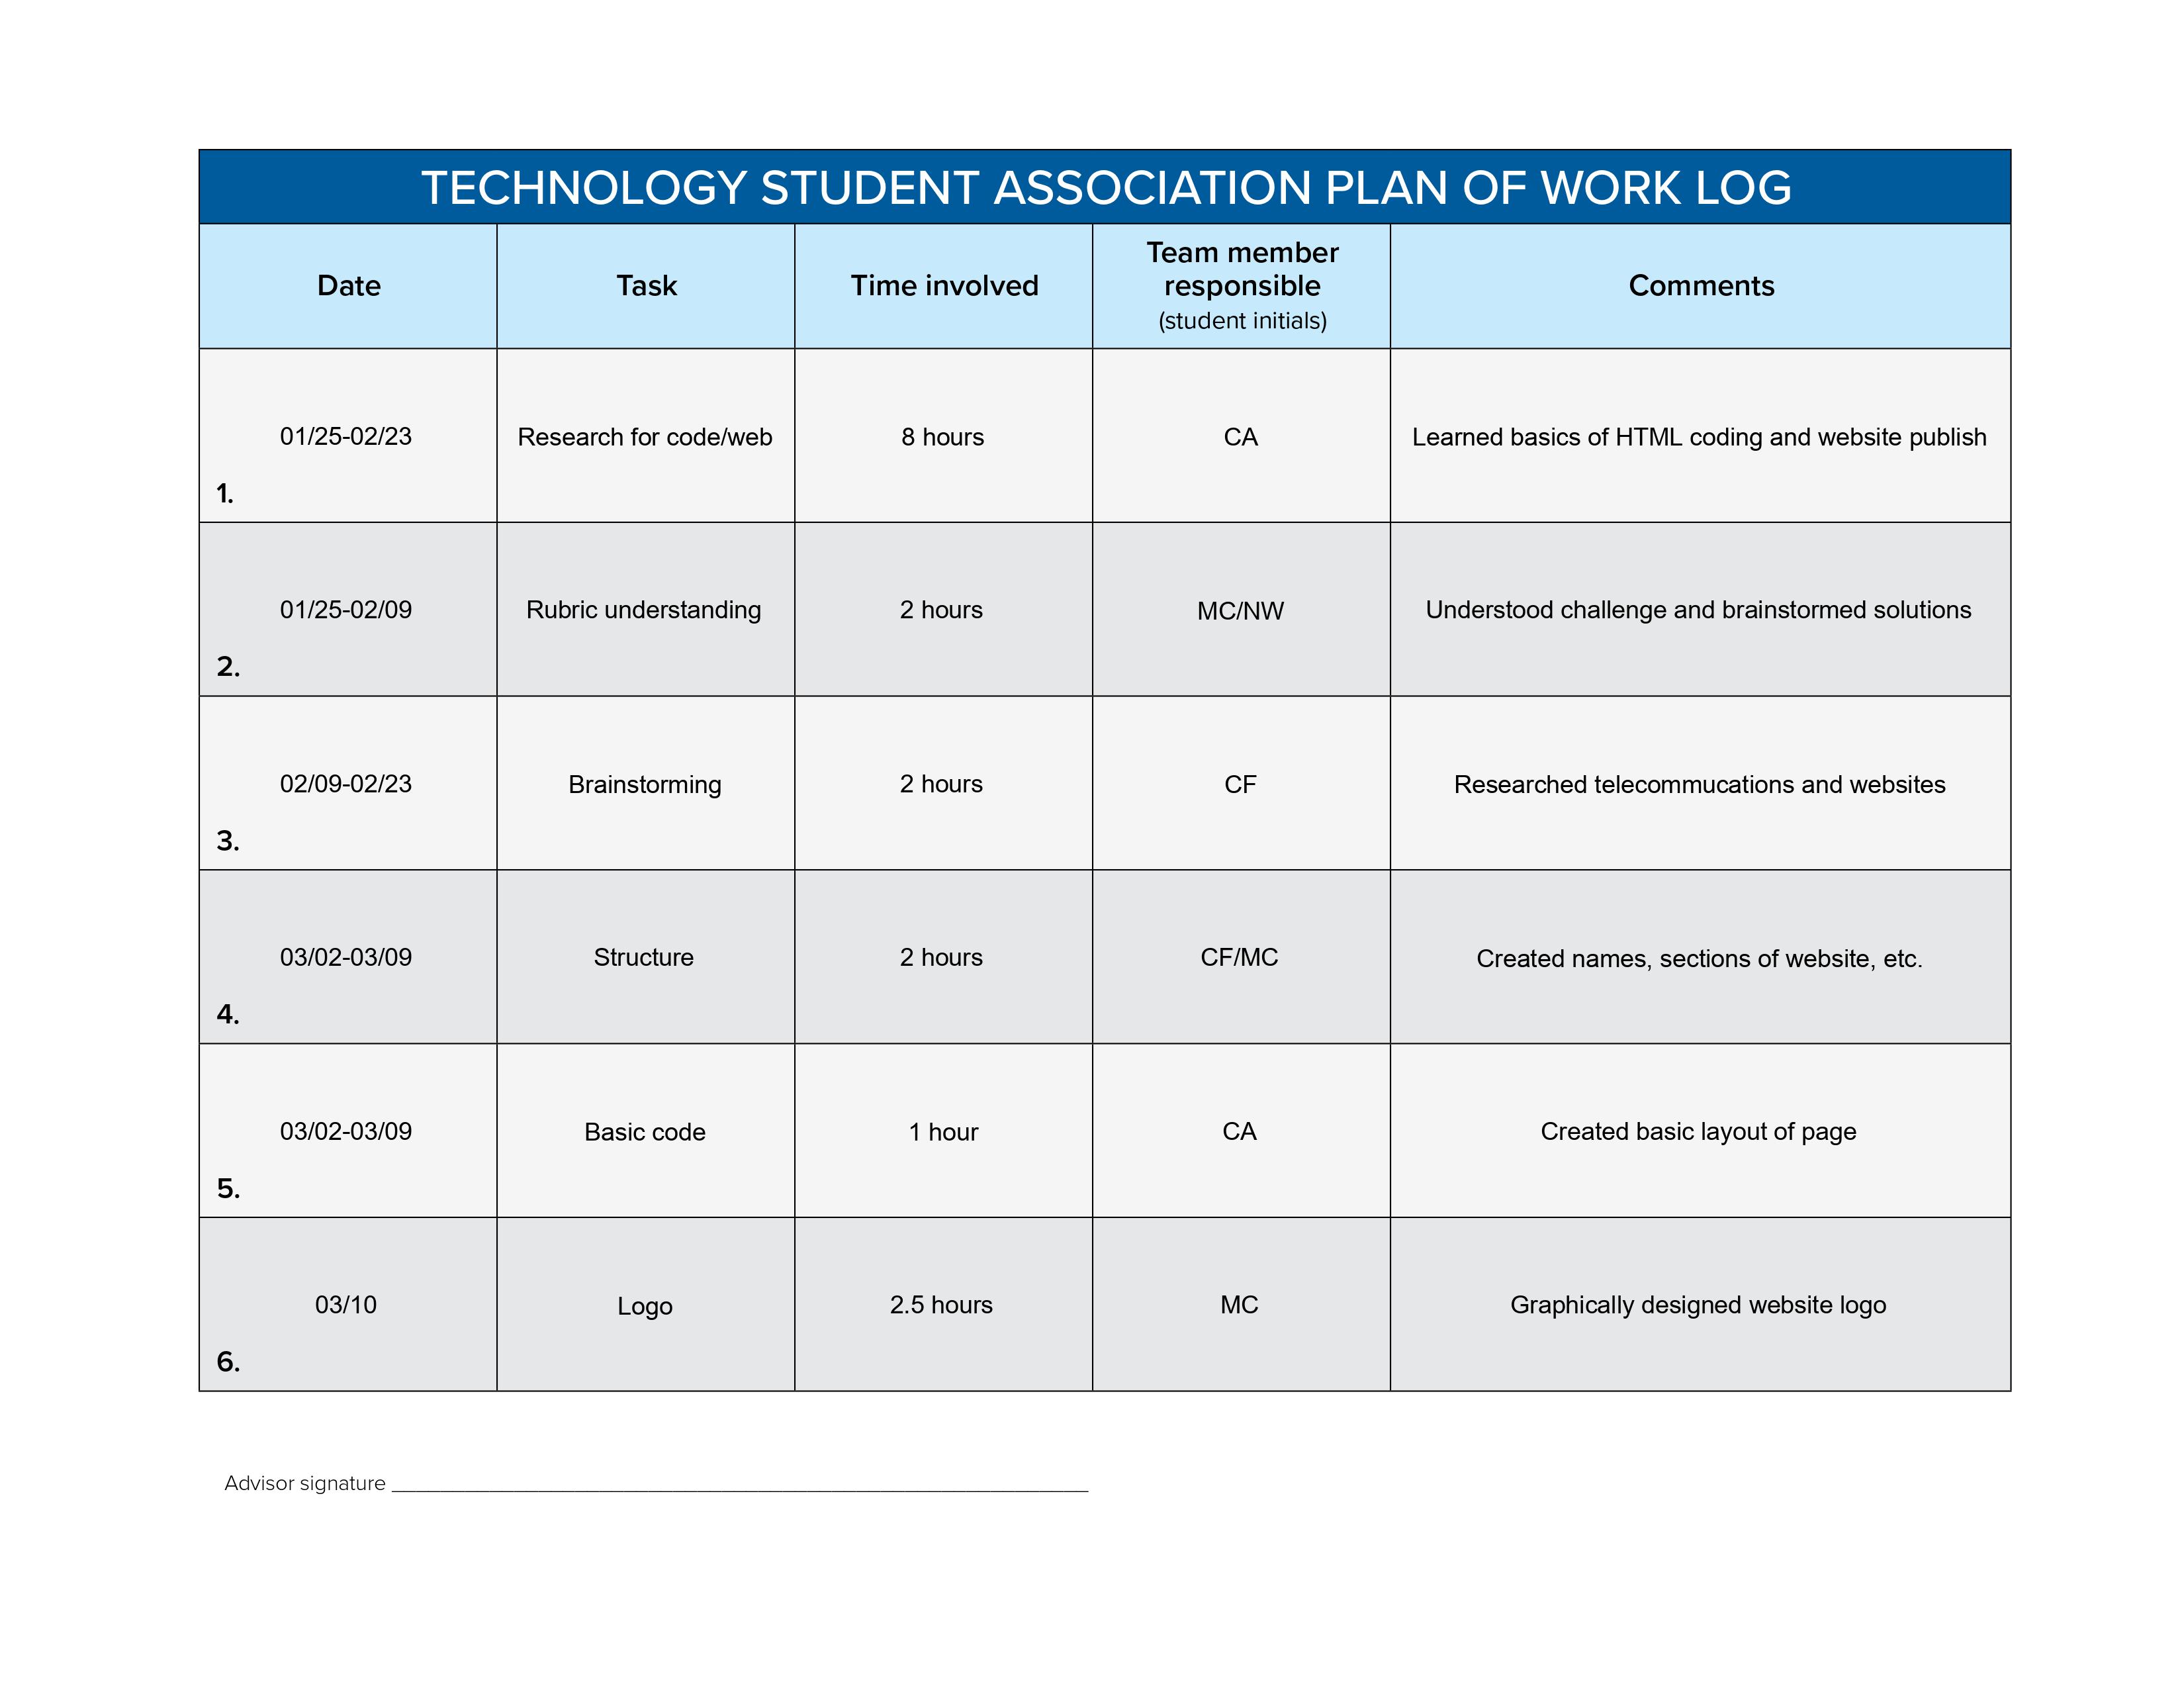 TECHNOLOGY STUDENT ASSOCIATION PLAN OF WORK LOG
Date
Task
Time involved
Team member
responsible
(student initials)
Comments
1.
01/25-02/23
Research for code/web
8 hours
CA
Learned basics of HTML coding and website publish
2.
01/25-02/09
Rubric understanding
2 hours
MC/NW
Understood challenge and brainstormed solutions
3.
02/09-02/23
Brainstorming
2 hours
CF
Researched telecommucations and websites
4.
03/02-03/09
Structure
2 hours
CF/MC
Created names, sections of website, etc.
5.
03/02-03/09
Basic code
1 hour
CA
Created basic layout of page
6.
03/10
Logo
2.5 hours
MC
Graphically designed website logo
Advisor signature